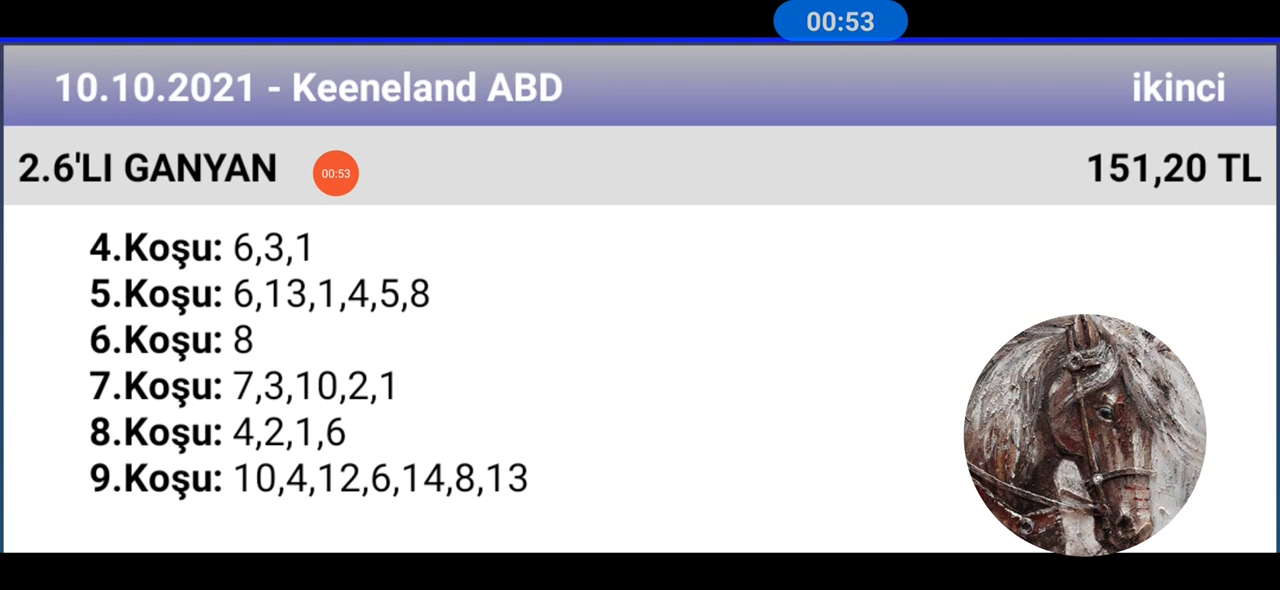 00:53
10.10.2021 - Keeneland ABD ikinci
2.6'LI GANYAN 00:53 151,20 TL
4.Koşu: 6,3,1
5.Koşu: 6,13,1,4,5,8
6.Koşu: 8
7.Koşu: 7,3,10,2,1
8.Koşu: 4,2,1,6
9.Koşu: 10,4,12,6,14,8,13